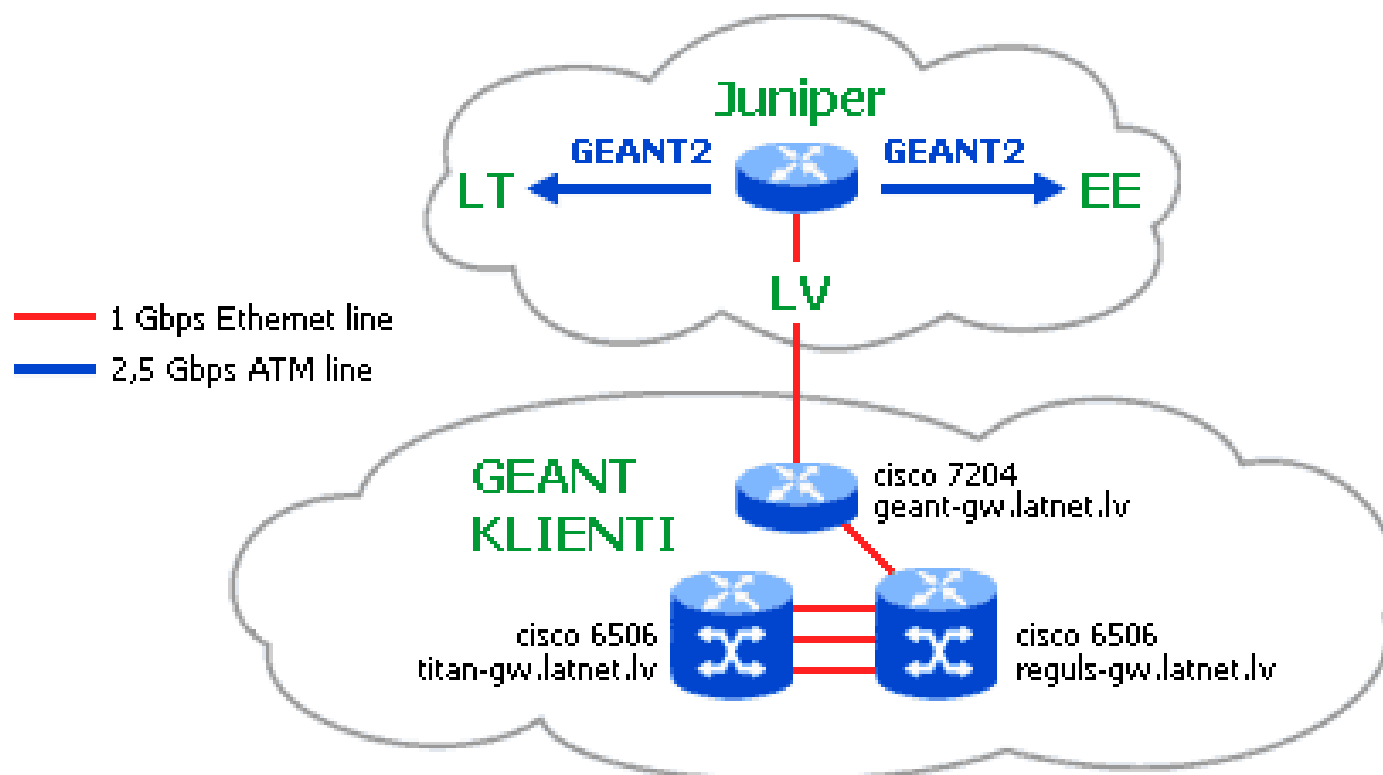 Juniper
GEANT2 GEANT2
LT EE
LV
1 Gbps Ethernet line
2,5 Gbps ATM line
GEANT
KLIENTI
cisco 7204
geant-gw.latnet.lv
cisco 6506
titan-gw.latnet.lv
cisco 6506
reguls-gw.latnet.lv